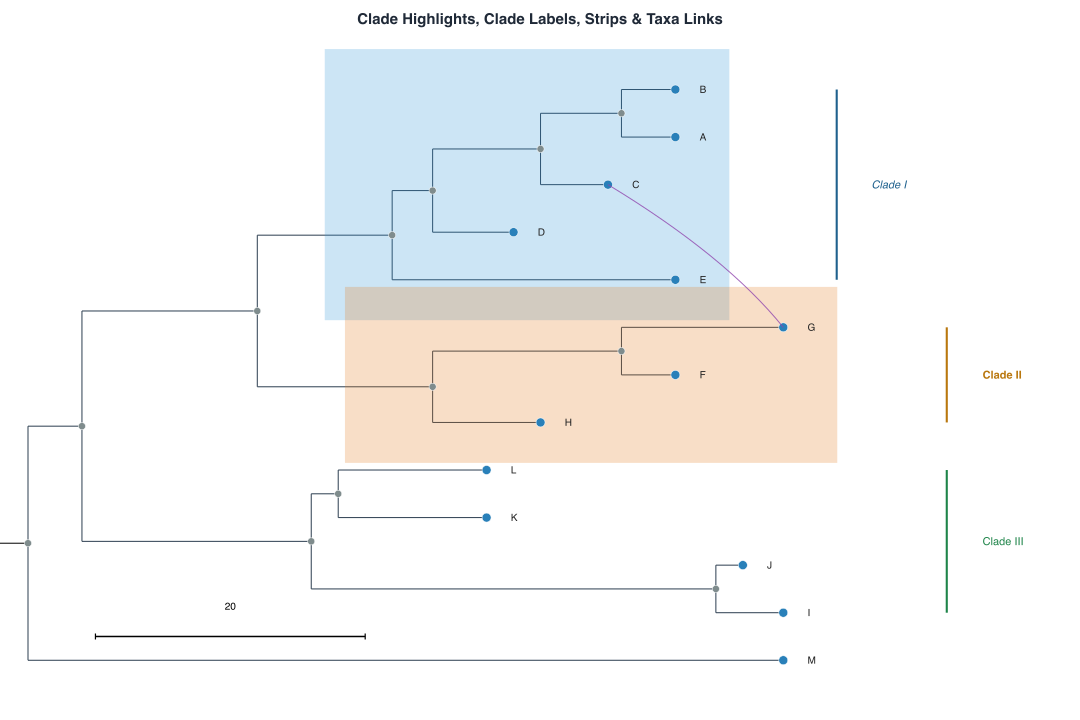 Clade Highlights, Clade Labels, Strips & Taxa Links
B
A
C
Clade I
D
E
G
F
Clade II
H
L
K
Clade III
J
20
I
M